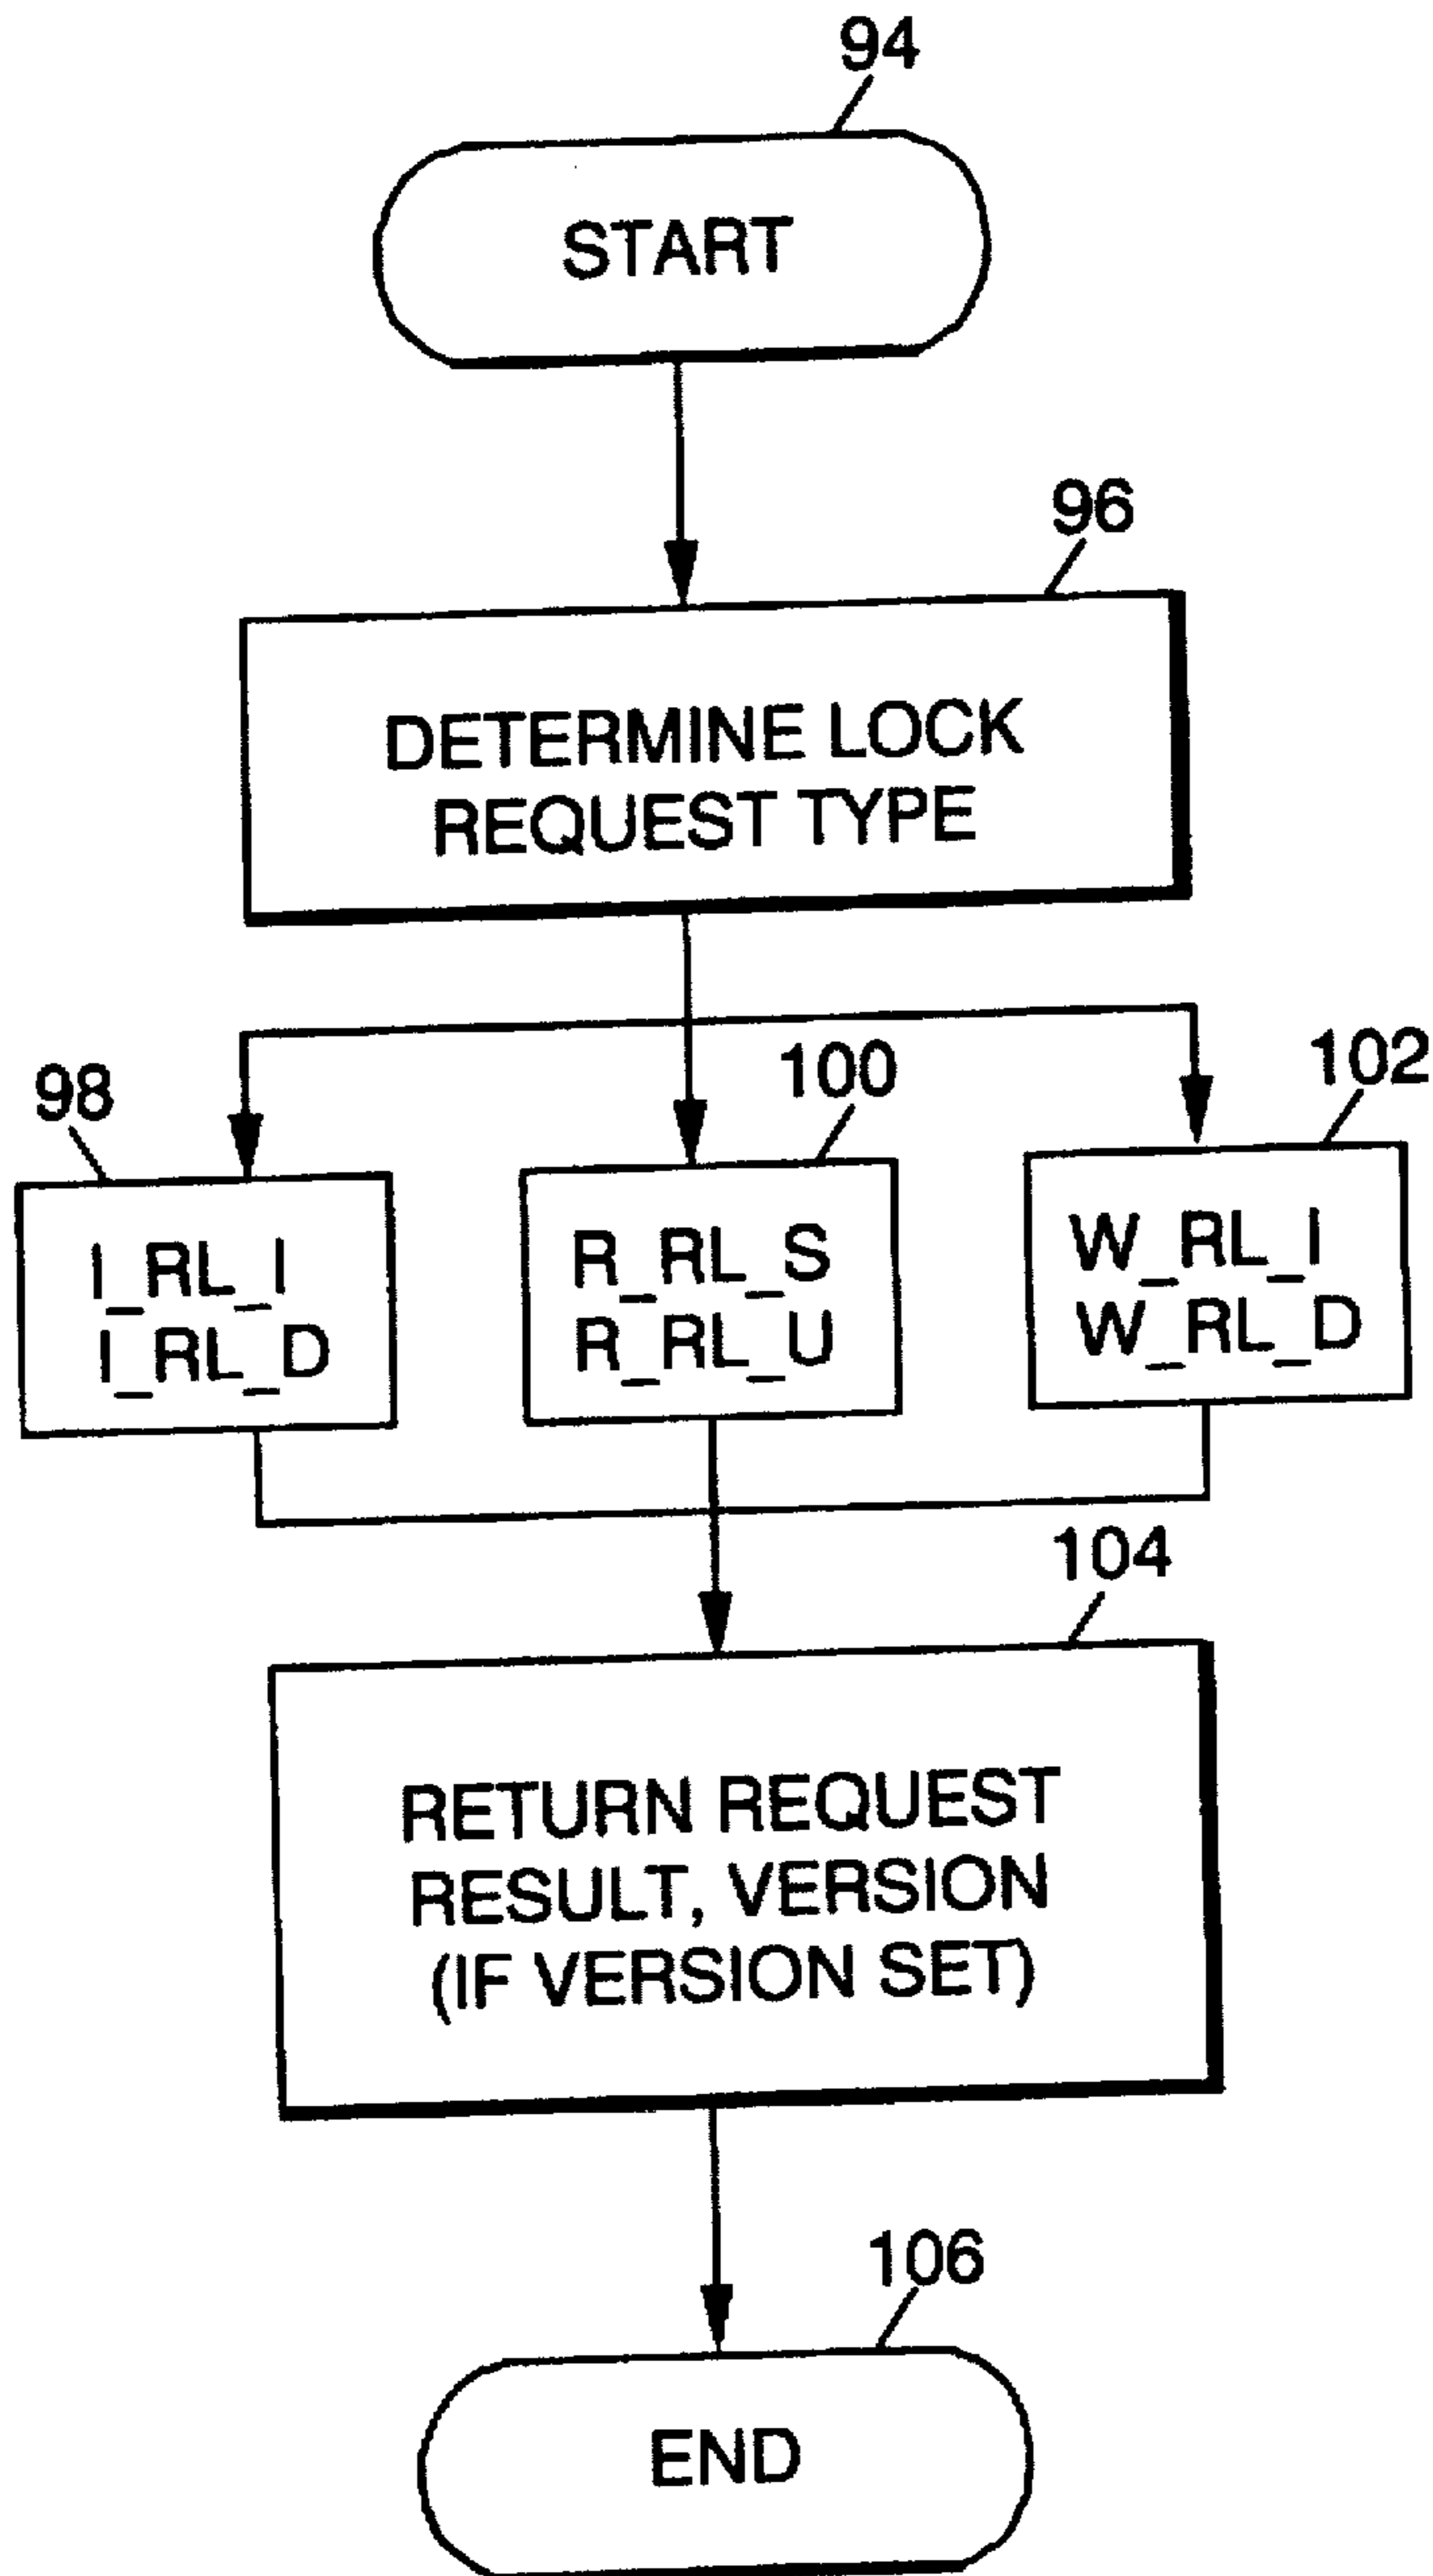 94
START
96
DETERMINE LOCK
REQUEST TYPE
98
100
102
I_RL_I
I_RL_D
R_RL_S
R_RL_U
W_RL_I
W_RL_D
104
RETURN REQUEST
RESULT, VERSION
(IF VERSION SET)
106
END